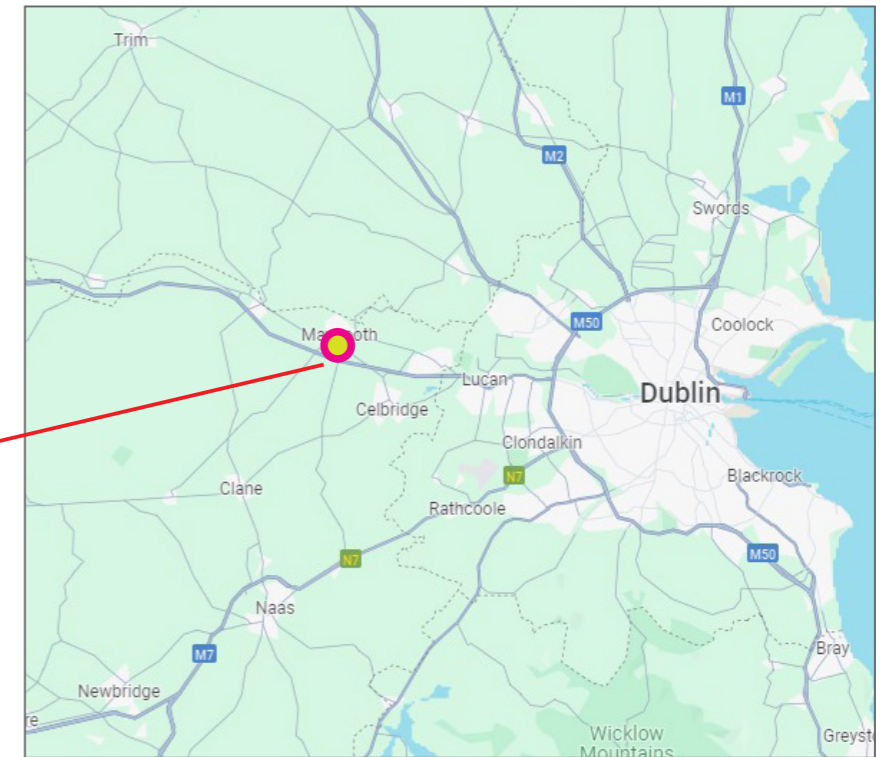 Trim
M1
M2
Swords
M50
Coolock
Lucan
Dublin
Celbridge
Clondalkin
N7
Blackrock
Clane
Rathcoole
M50
N7
Naas
M7
Bray
Newbridge
Wicklow
Mountains